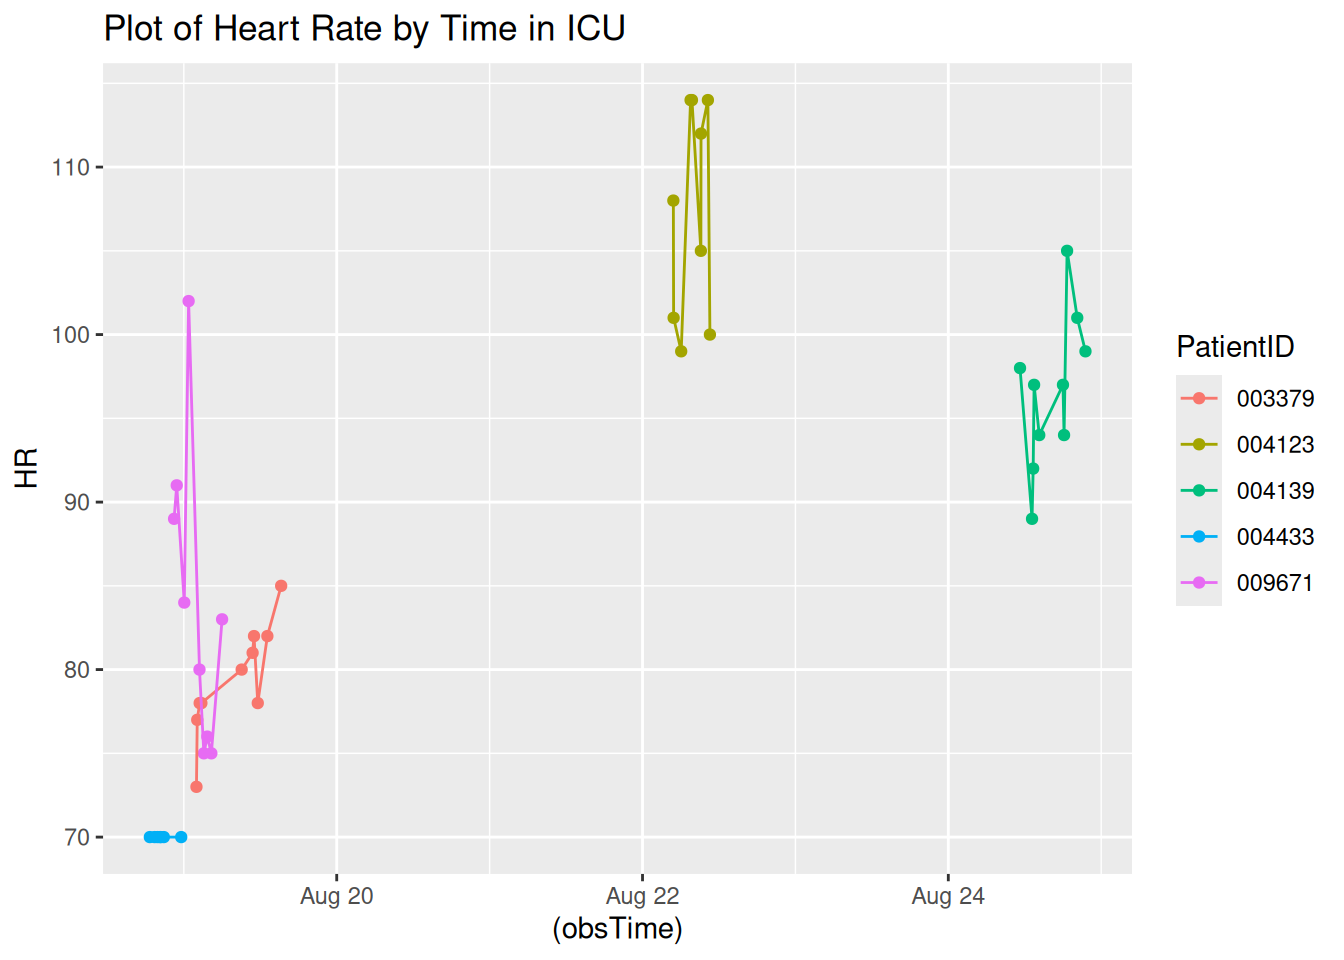 Plot of Heart Rate by Time in ICU
HR
110
100
90
80
70
Aug 20
Aug 22
Aug 24
(obsTime)
PatientID
003379
004123
004139
004433
009671